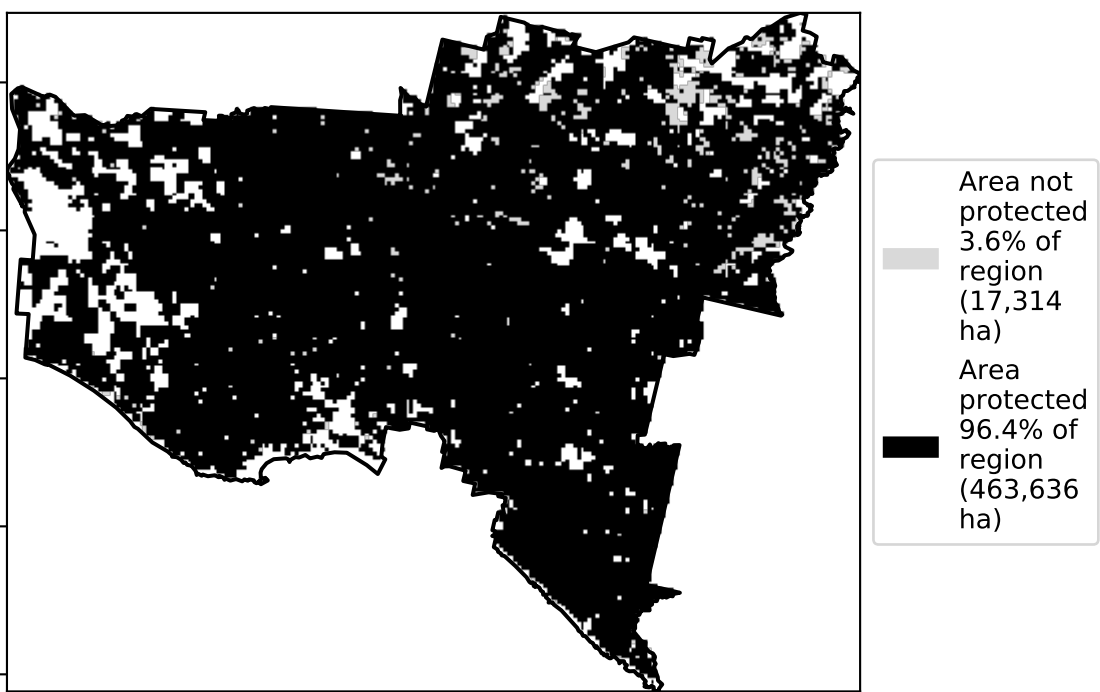 Area not
protected
3.6% of
region
(17,314
ha)
Area
protected
96.4% of
region
(463,636
ha)